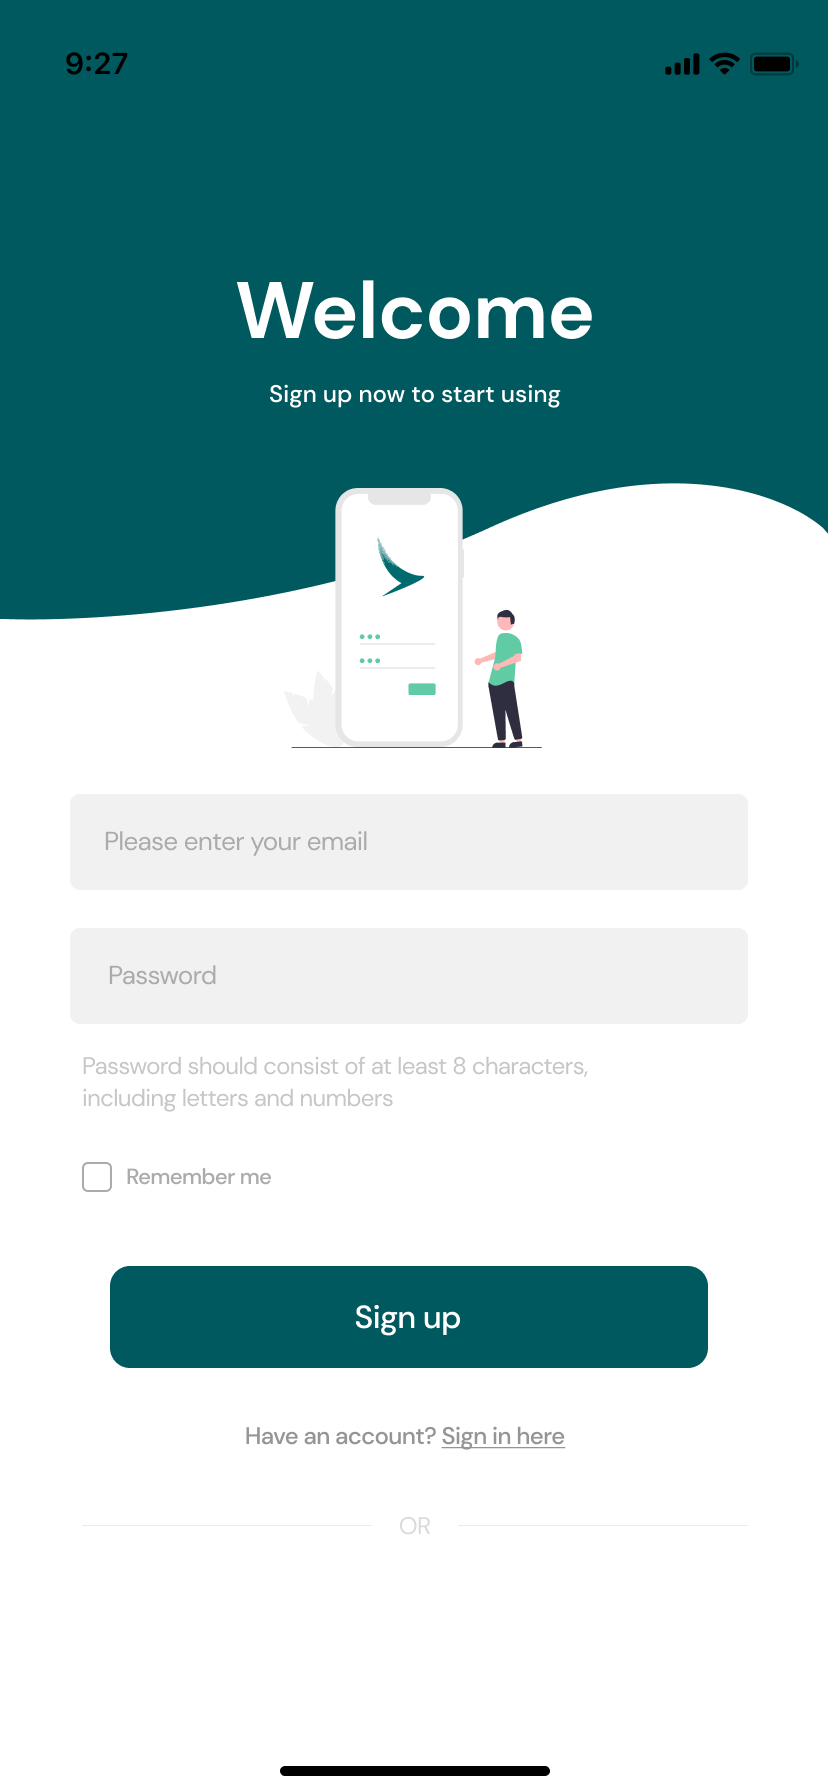 9:27
Welcome
Sign up now to start using
Please enter your email
Password
Password should consist of at least 8 characters,
including letters and numbers
Remember me
Sign up
Have an account? Sign in here
OR